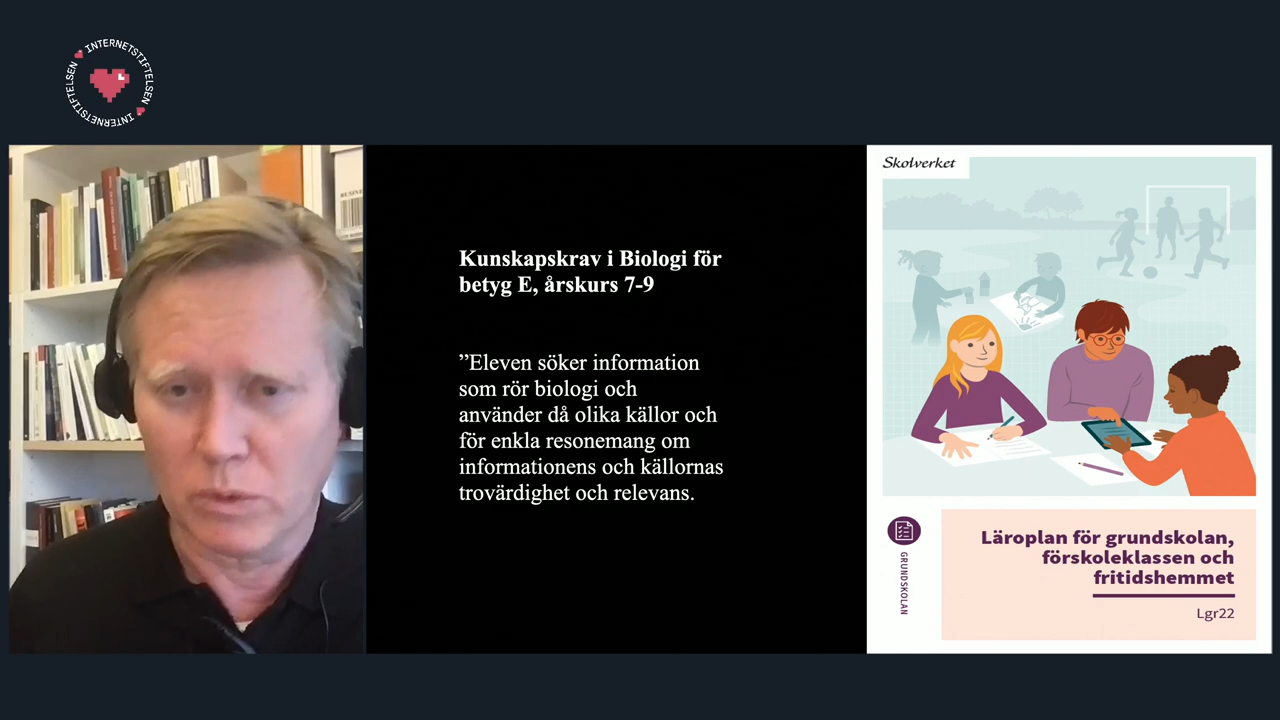 INTERNETSTIFTELSEN
INTERNETSTIFTELSEN
Kunskapskrav i Biologi för
betyg E, årskurs 7-9
”Eleven söker information
som rör biologi och
använder då olika källor och
för enkla resonemang om
informationens och källornas
trovärdighet och relevans.
Skolverket
GRUNDSKOLAN
Läroplan för grundskolan,
förskoleklassen och
fritidshemmet
Lgr22